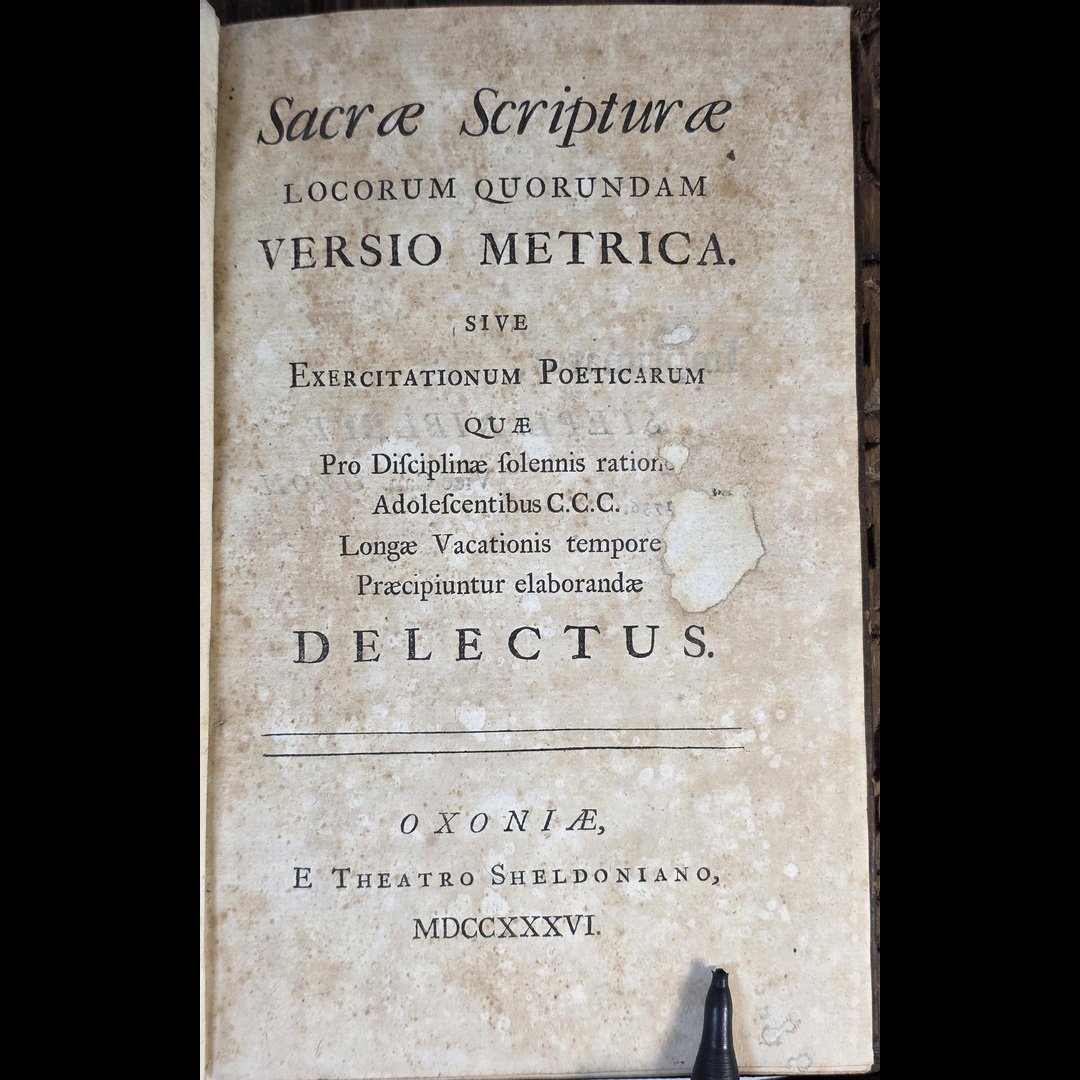 Sacræ Scripturæ
LOCORUM QUORUNDAM
VERSIO METRICA.
SIVE
EXERCITATIONUM POETICARUM
QUÆ
Pro Diſciplinæ ſolennis ratione
Adoleſcentibus C.C.C.
Longæ Vacationis tempore
Præcipiuntur elaborandæ
DELECTUS.
OXONIÆ,
E THEATRO SHELDONIANO,
MDCCXXXVI.